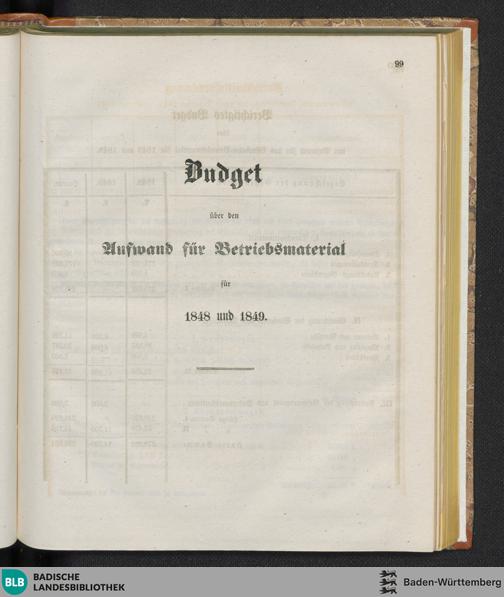 99
Budget
über den
Aufwand für Betriebsmaterial
für
1848 und 1849.
BLB BADISCHE
LANDESBIBLIOTHEK
Baden-Württemberg